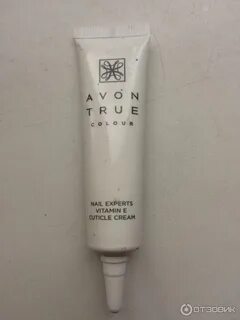 AVON
TRUE
COLOUR
NAIL EXPERTS
VITAMIN E
CUTICLE CREAM
ОТЗОВИК